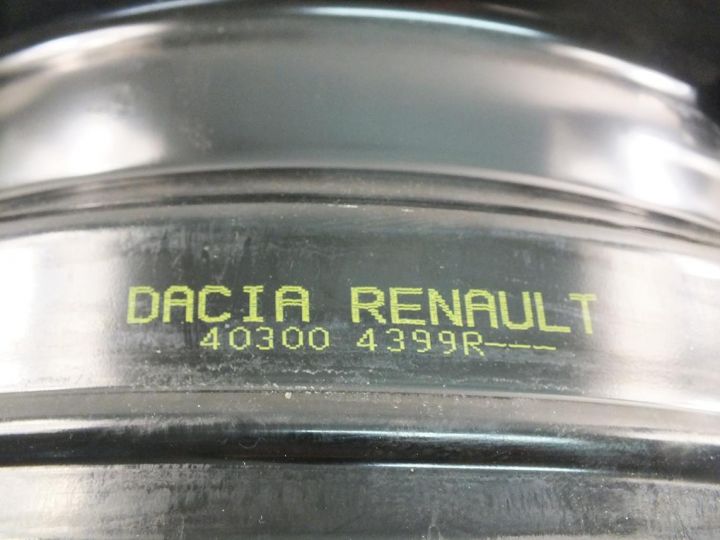 DACIA RENAULT
40300 4399R---